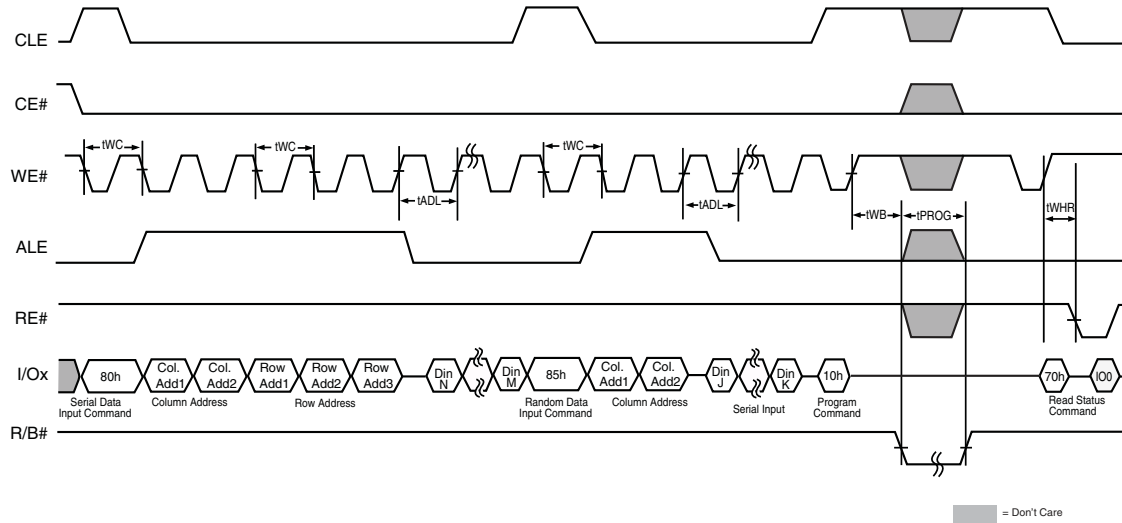 CLE
CE#
tWC
tWC
tWC
WE#
tADL
tADL
tWB
tPROG
tWHR
ALE
RE#
I/Ox
80h
Col. Add1
Col. Add2
Row Add1
Row Add2
Row Add3
Din N
Din M
85h
Col. Add1
Col. Add2
Din J
Din K
10h
70h
IO0
Serial Data
Input Command
Column Address
Row Address
Random Data
Input Command
Column Address
Serial Input
Program
Command
Read Status
Command
R/B#
= Don't Care